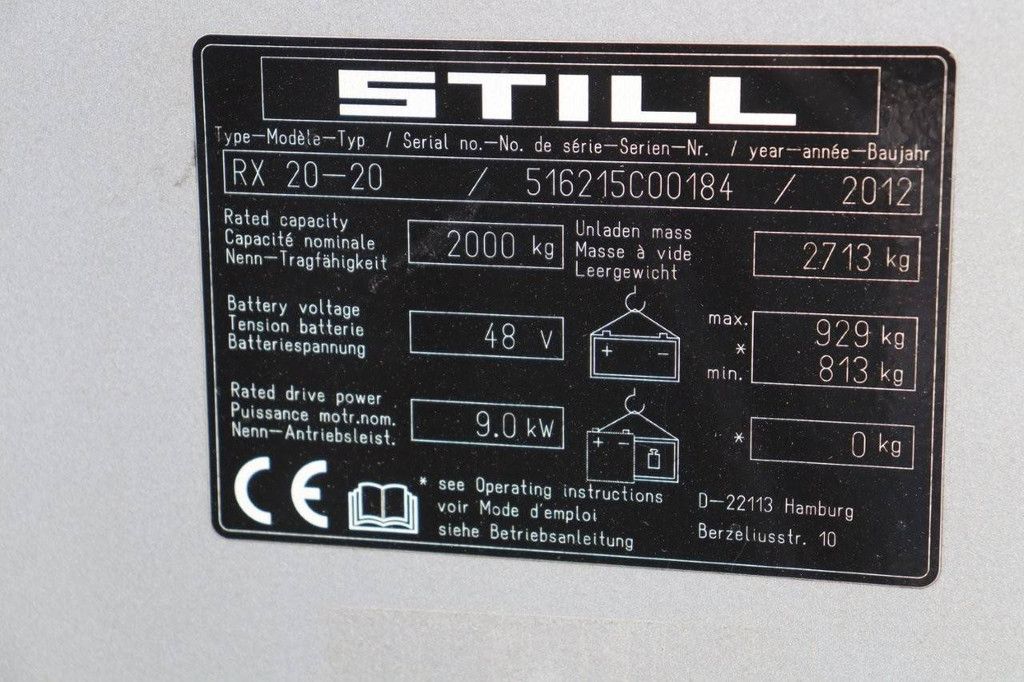 STILL
Type-Modèle-Typ / Serial no.-No. de série-Serien-Nr. / year-année-Baujahr
RX 20-20 / 516215C00184 / 2012
Rated capacity
Capacité nominale
Nenn-Tragfähigkeit
2000 kg
Unladen mass
Masse à vide
Leergewicht
2713 kg
Battery voltage
Tension batterie
Batteriespannung
48 V
+ -
max. 929 kg
*
min. 813 kg
Rated drive power
Puissance motr.nom.
Nenn-Antriebsleist.
9.0 kW
+ -
* 0 kg
CE
* see Operating instructions
voir Mode d'emploi
siehe Betriebsanleitung
D-22113 Hamburg
Berzeliusstr. 10